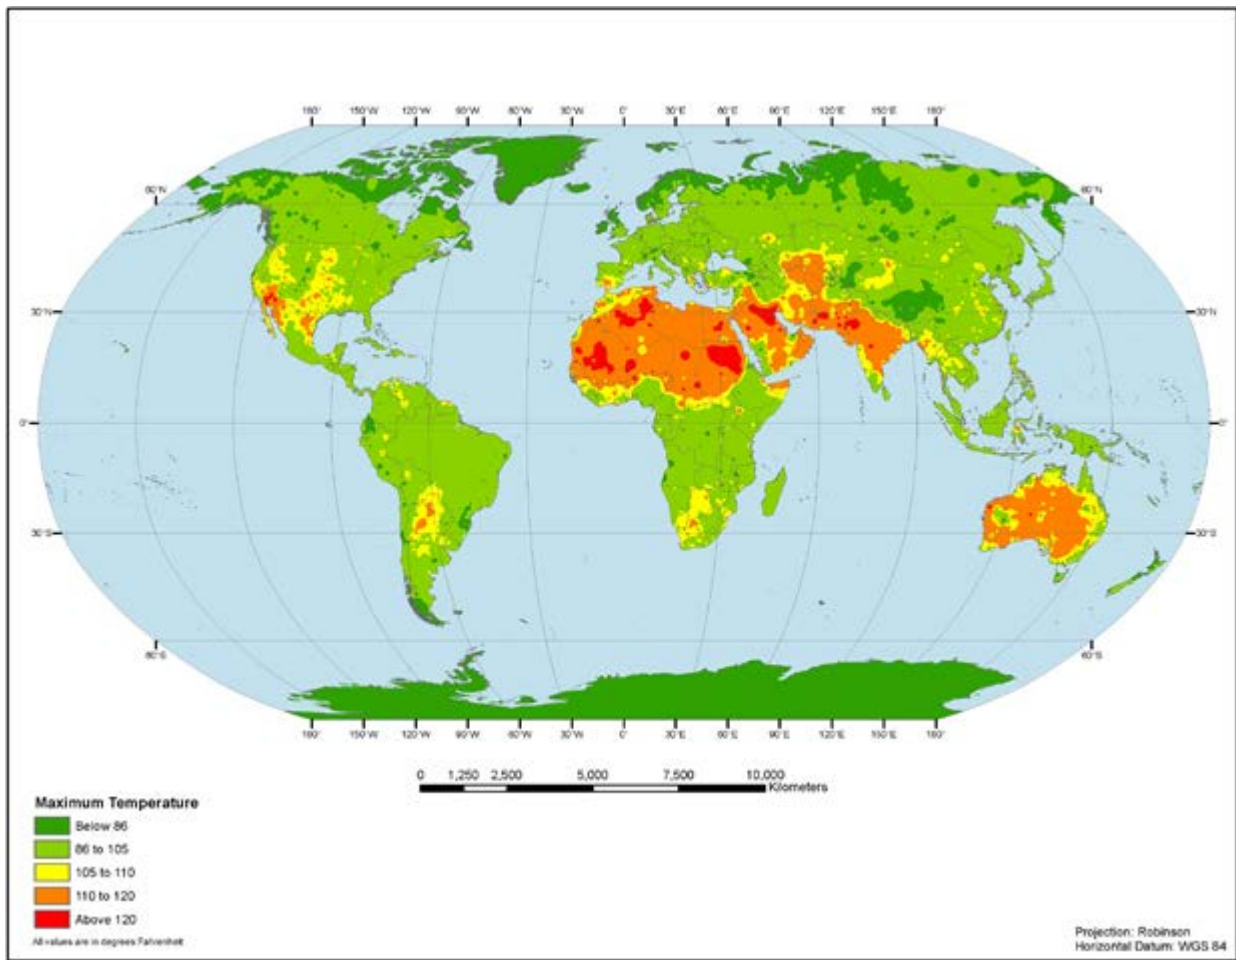 180° 150°W 120°W 90°W 60°W 30°W 0° 30°E 60°E 90°E 120°E 150°E 180°
60°N 60°N
30°N 30°N
0° 0°
30°S 30°S
60°S 60°S
180° 150°W 120°W 90°W 60°W 30°W 0° 30°E 60°E 90°E 120°E 150°E 180°
0 1,250 2,500 5,000 7,500 10,000
Kilometers
Maximum Temperature
Below 86
86 to 105
105 to 110
110 to 120
Above 120
All values are in degrees Fahrenheit
Projection: Robinson
Horizontal Datum: WGS 84